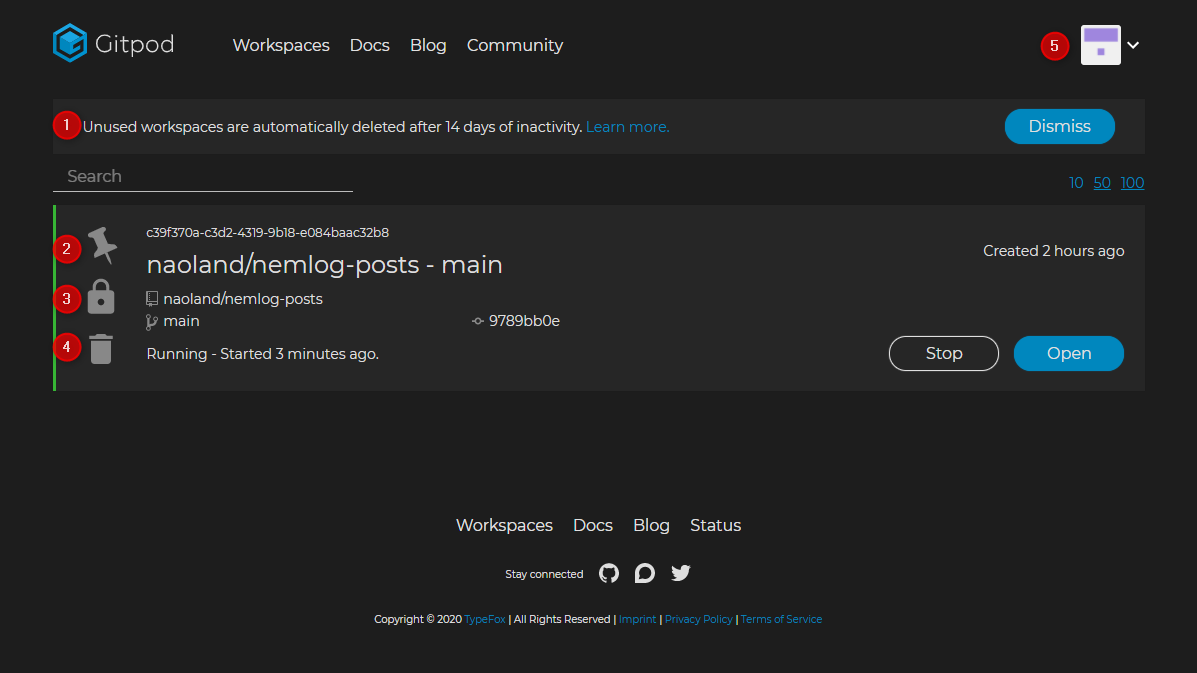 Gitpod Workspaces Docs Blog Community 5
1 Unused workspaces are automatically deleted after 14 days of inactivity. Learn more. Dismiss
Search
10 50 100
c39f370a-c3d2-4319-9b18-e084baac32b8
2 Created 2 hours ago
naoland/nemlog-posts - main
3 naoland/nemlog-posts
main 9789bb0e
4 Running - Started 3 minutes ago. Stop Open
Workspaces Docs Blog Status
Stay connected
Copyright © 2020 TypeFox | All Rights Reserved | Imprint | Privacy Policy | Terms of Service